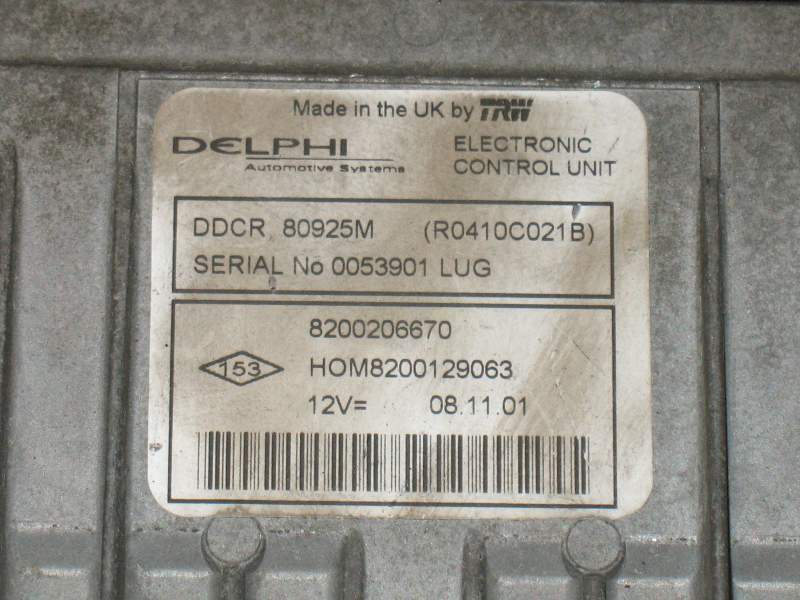 Made in the UK by TRW
DELPHI
Automotive Systems
ELECTRONIC
CONTROL UNIT
DDCR 80925M (R0410C021B)
SERIAL No 0053901 LUG
8200206670
153 HOM8200129063
12V= 08.11.01